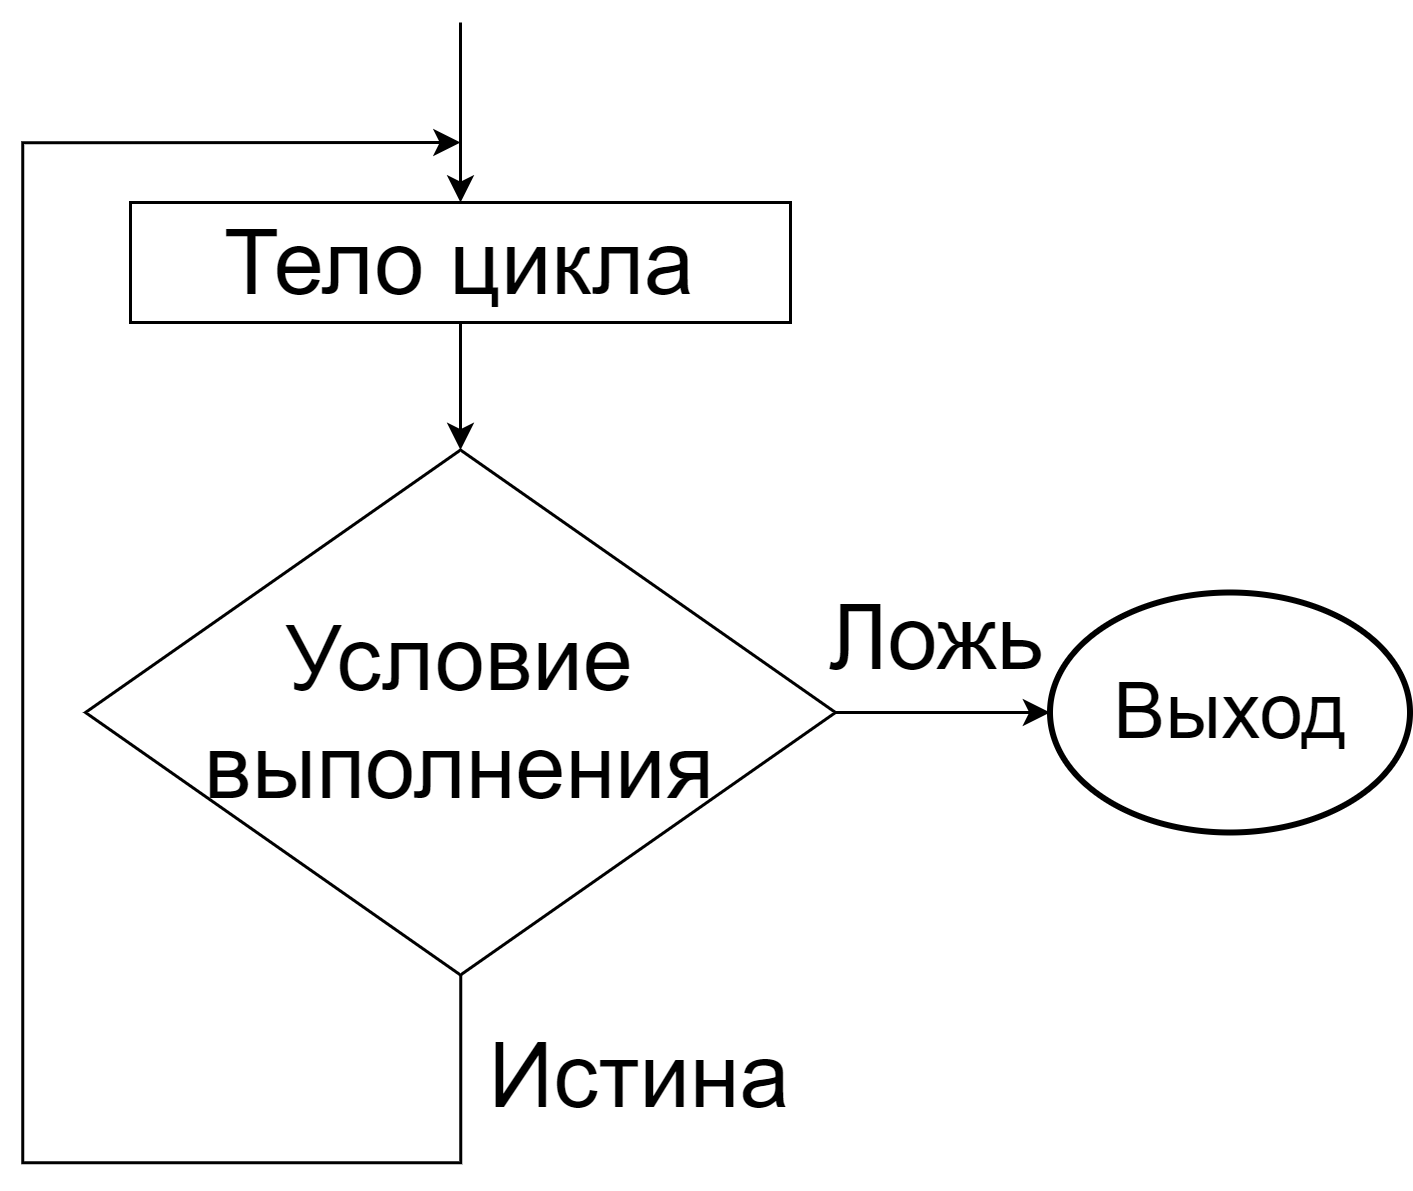 Тело цикла
Условие
выполнения
Ложь
Выход
Истина